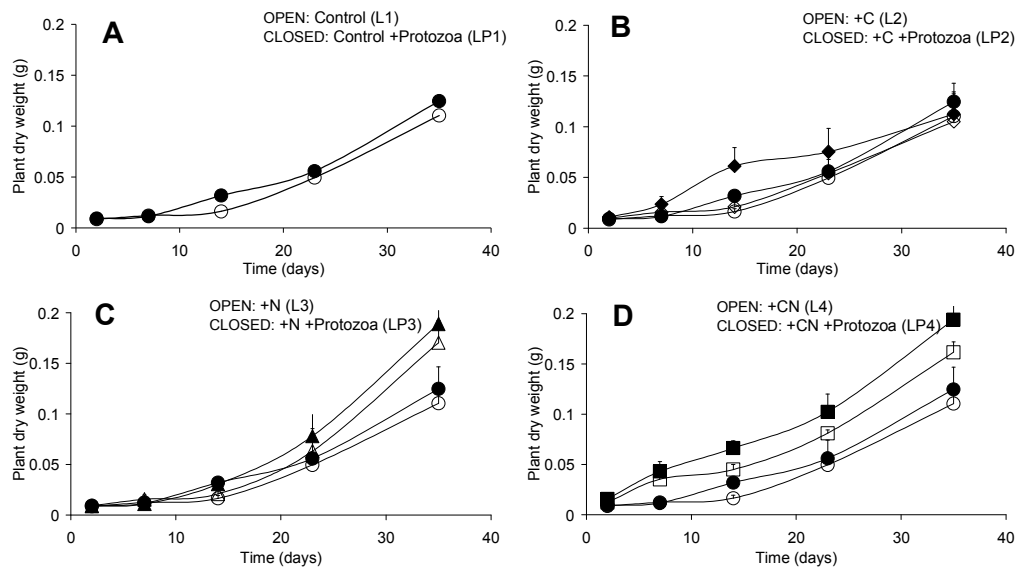 A
OPEN: Control (L1)
CLOSED: Control +Protozoa (LP1)
Plant dry weight (g)
0.2
0.15
0.1
0.05
0
0 10 20 30 40
Time (days)
B
OPEN: +C (L2)
CLOSED: +C +Protozoa (LP2)
Plant dry weight (g)
0.2
0.15
0.1
0.05
0
0 10 20 30 40
Time (days)
C
OPEN: +N (L3)
CLOSED: +N +Protozoa (LP3)
Plant dry weight (g)
0.2
0.15
0.1
0.05
0
0 10 20 30 40
Time (days)
D
OPEN: +CN (L4)
CLOSED: +CN +Protozoa (LP4)
Plant dry weight (g)
0.2
0.15
0.1
0.05
0
0 10 20 30 40
Time (days)